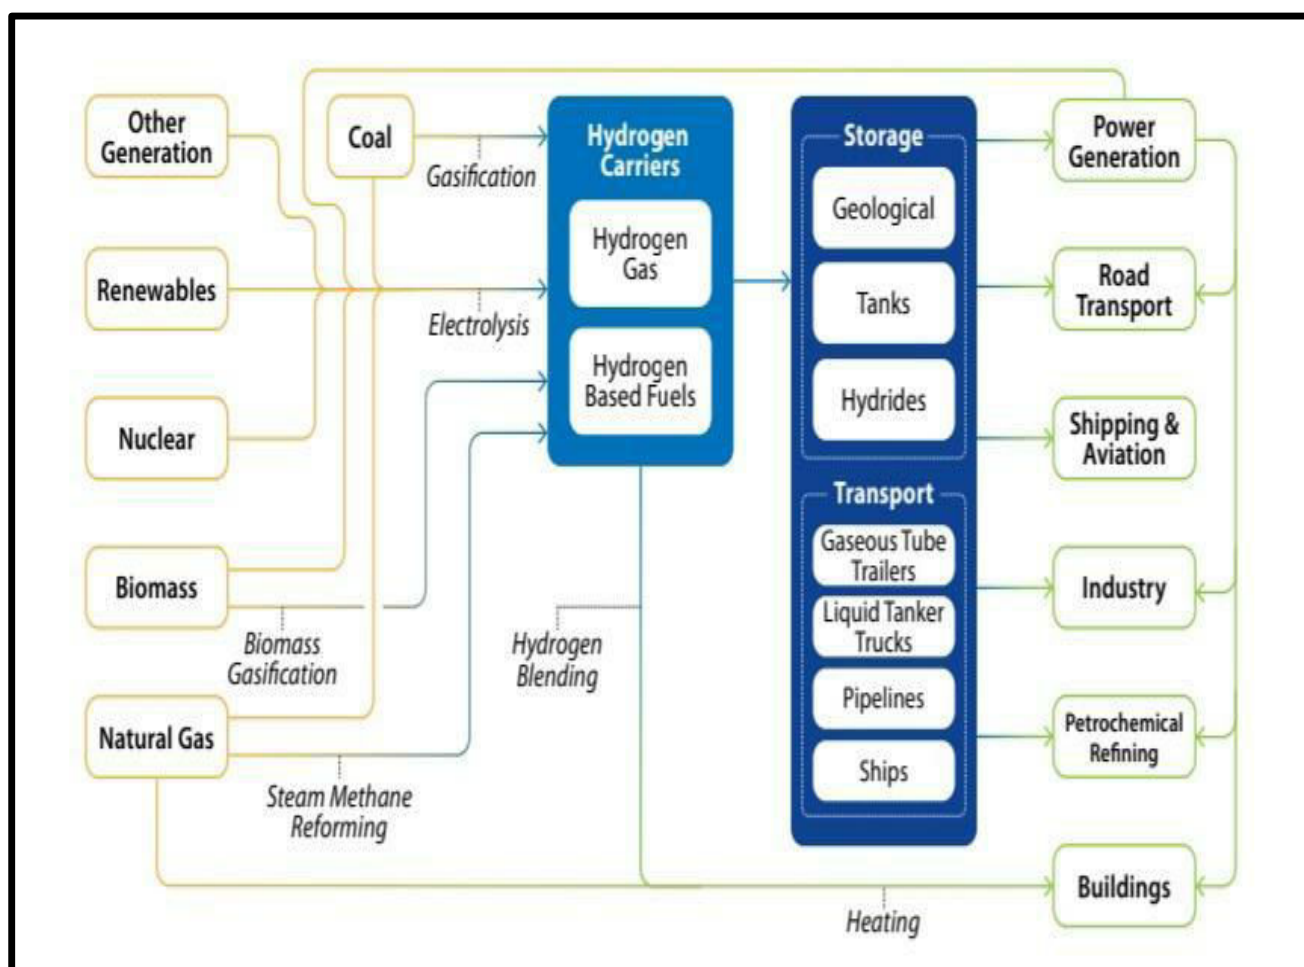 Other
Generation
Coal
Gasification
Renewables
Electrolysis
Nuclear
Biomass
Biomass
Gasification
Natural Gas
Steam Methane
Reforming
Hydrogen
Carriers
Hydrogen
Gas
Hydrogen
Based Fuels
Hydrogen
Blending
Storage
Geological
Tanks
Hydrides
Transport
Gaseous Tube
Trailers
Liquid Tanker
Trucks
Pipelines
Ships
Power
Generation
Road
Transport
Shipping &
Aviation
Industry
Petrochemical
Refining
Buildings
Heating